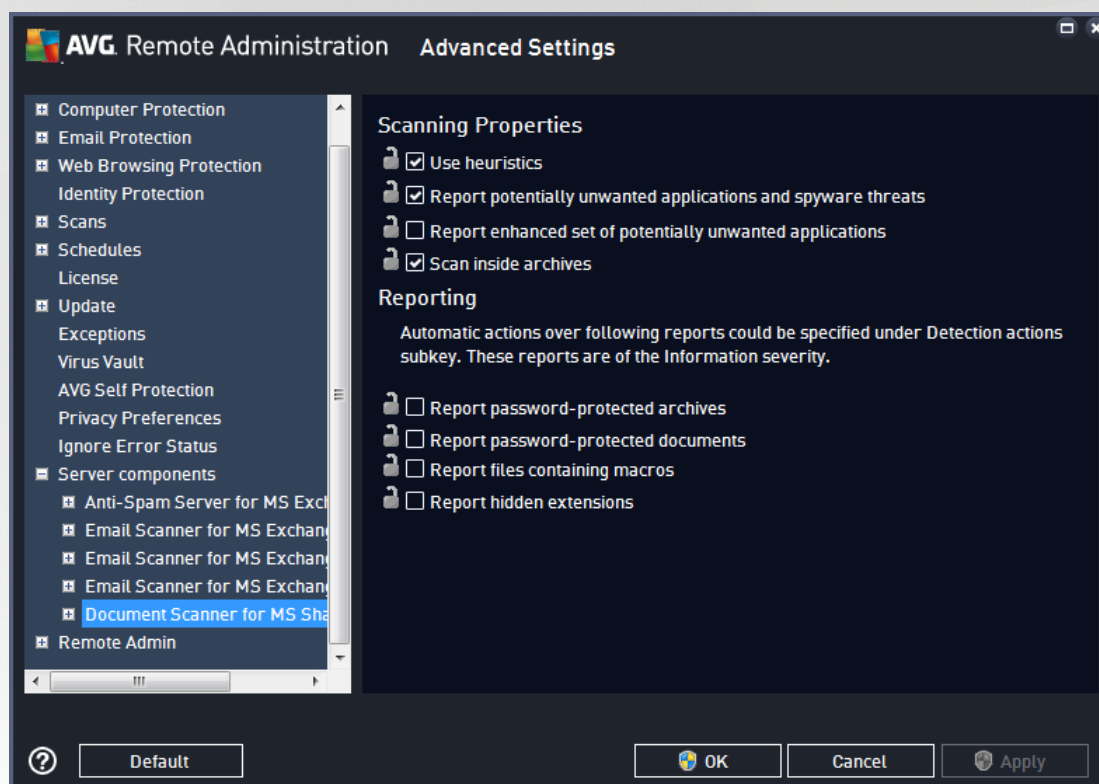 AVG. Remote Administration Advanced Settings
Computer Protection
Email Protection
Web Browsing Protection
Identity Protection
Scans
Schedules
License
Update
Exceptions
Virus Vault
AVG Self Protection
Privacy Preferences
Ignore Error Status
Server components
Anti-Spam Server for MS Exch
Email Scanner for MS Exchan
Email Scanner for MS Exchan
Email Scanner for MS Exchan
Document Scanner for MS Sha
Remote Admin
Scanning Properties
Use heuristics
Report potentially unwanted applications and spyware threats
Report enhanced set of potentially unwanted applications
Scan inside archives
Reporting
Automatic actions over following reports could be specified under Detection actions
subkey. These reports are of the Information severity.
Report password-protected archives
Report password-protected documents
Report files containing macros
Report hidden extensions
Default
OK
Cancel
Apply